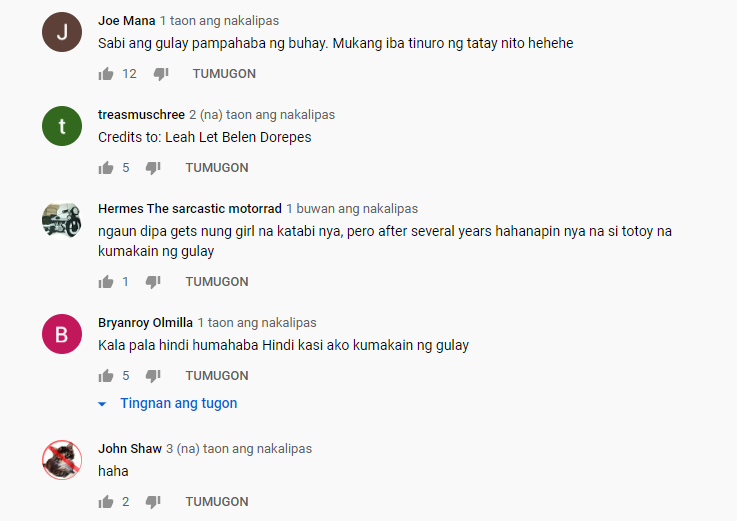 J
Joe Mana 1 taon ang nakalipas
Sabi ang gulay pampahaba ng buhay. Mukang iba tinuro ng tatay nito hehehe
12 TUMUGON
t
treasmuschree 2 (na) taon ang nakalipas
Credits to: Leah Let Belen Dorepes
5 TUMUGON
Hermes The sarcastic motorrad 1 buwan ang nakalipas
ngaun dipa gets nung girl na katabi nya, pero after several years hahanapin nya na si totoy na
kumakain ng gulay
1 TUMUGON
B
Bryanroy Olmilla 1 taon ang nakalipas
Kala pala hindi humahaba Hindi kasi ako kumakain ng gulay
5 TUMUGON
Tingnan ang tugon
John Shaw 3 (na) taon ang nakalipas
haha
2 TUMUGON